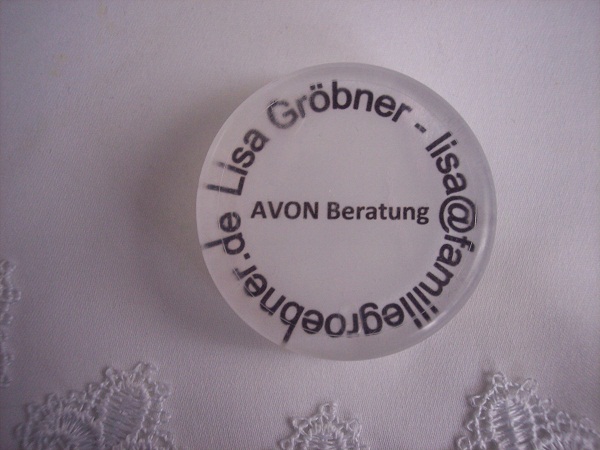 Lisa Gröbner - lisa@familiegroebner.de
AVON Beratung